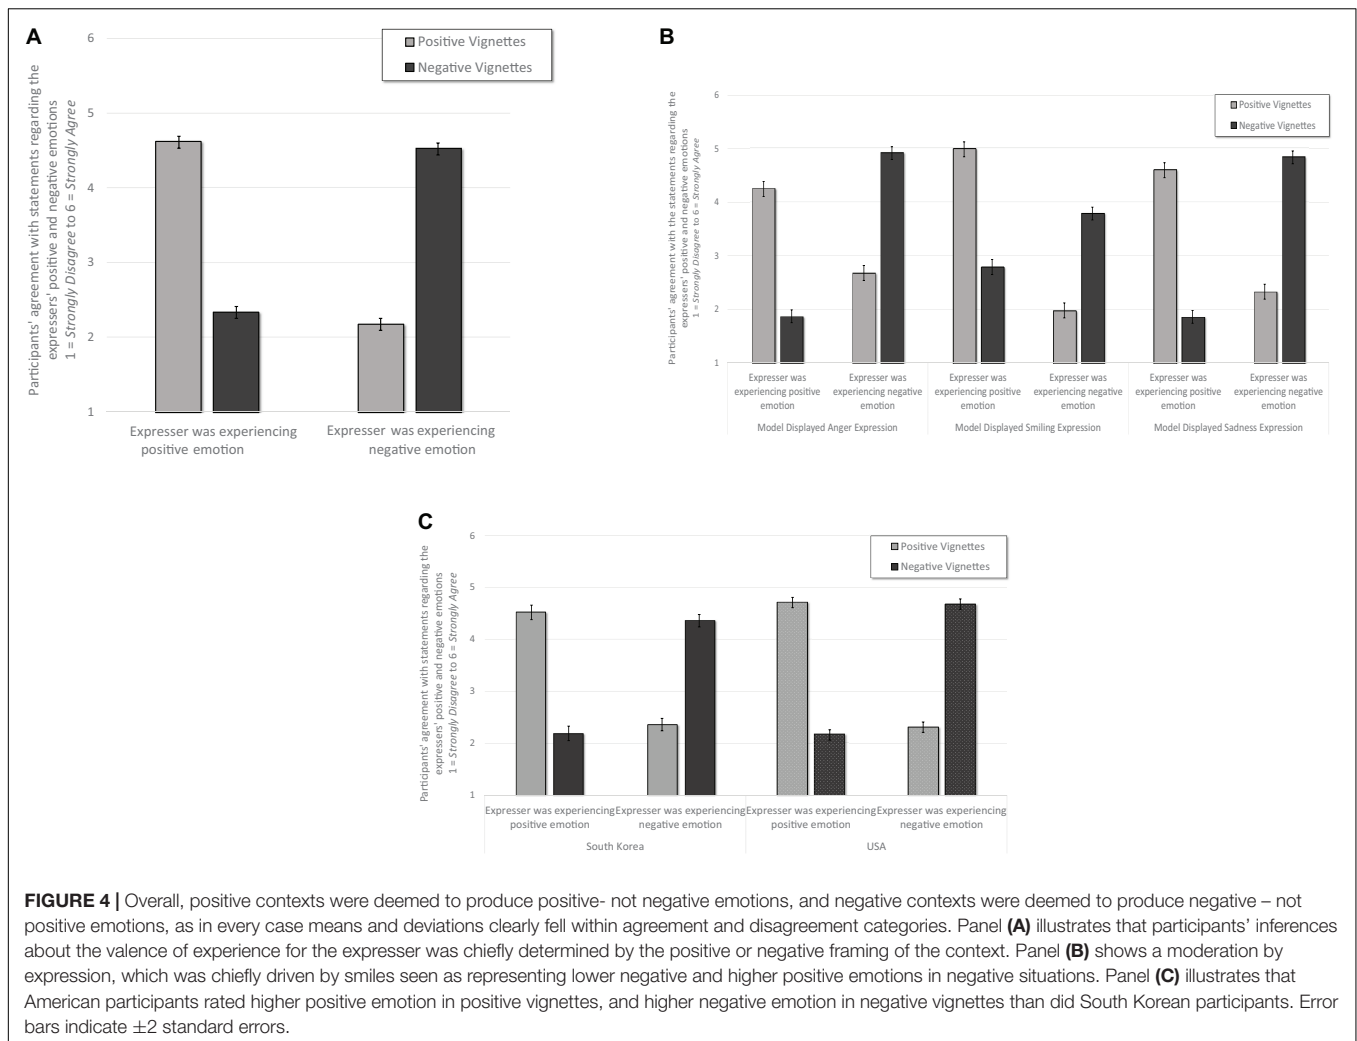 A
Participants' agreement with statements regarding the
expressers' positive and negative emotions
1 = Strongly Disagree to 6 = Strongly Agree
6
5
4
3
2
1
Positive Vignettes
Negative Vignettes
Expresser was experiencing
positive emotion
Expresser was experiencing
negative emotion
B
Participants' agreement with the statements regarding the
expressers' positive and negative emotions
1 = Strongly Disagree to 6 = Strongly Agree
6
5
4
3
2
1
Positive Vignettes
Negative Vignettes
Expresser was
experiencing positive
emotion
Expresser was
experiencing negative
emotion
Expresser was
experiencing positive
emotion
Expresser was
experiencing negative
emotion
Expresser was
experiencing positive
emotion
Expresser was
experiencing negative
emotion
Model Displayed Anger Expression
Model Displayed Smiling Expression
Model Displayed Sadness Expression
C
Participants' agreement with statements regarding the
expressers' positive and negative emotions
1 = Strongly Disagree to 6 = Strongly Agree
6
5
4
3
2
1
Positive Vignettes
Negative Vignettes
Expresser was experiencing
positive emotion
Expresser was experiencing
negative emotion
Expresser was experiencing
positive emotion
Expresser was experiencing
negative emotion
South Korea
USA
FIGURE 4 | Overall, positive contexts were deemed to produce positive- not negative emotions, and negative contexts were deemed to produce negative – not
positive emotions, as in every case means and deviations clearly fell within agreement and disagreement categories. Panel (A) illustrates that participants' inferences
about the valence of experience for the expresser was chiefly determined by the positive or negative framing of the context. Panel (B) shows a moderation by
expression, which was chiefly driven by smiles seen as representing lower negative and higher positive emotions in negative situations. Panel (C) illustrates that
American participants rated higher positive emotion in positive vignettes, and higher negative emotion in negative vignettes than did South Korean participants. Error
bars indicate ±2 standard errors.